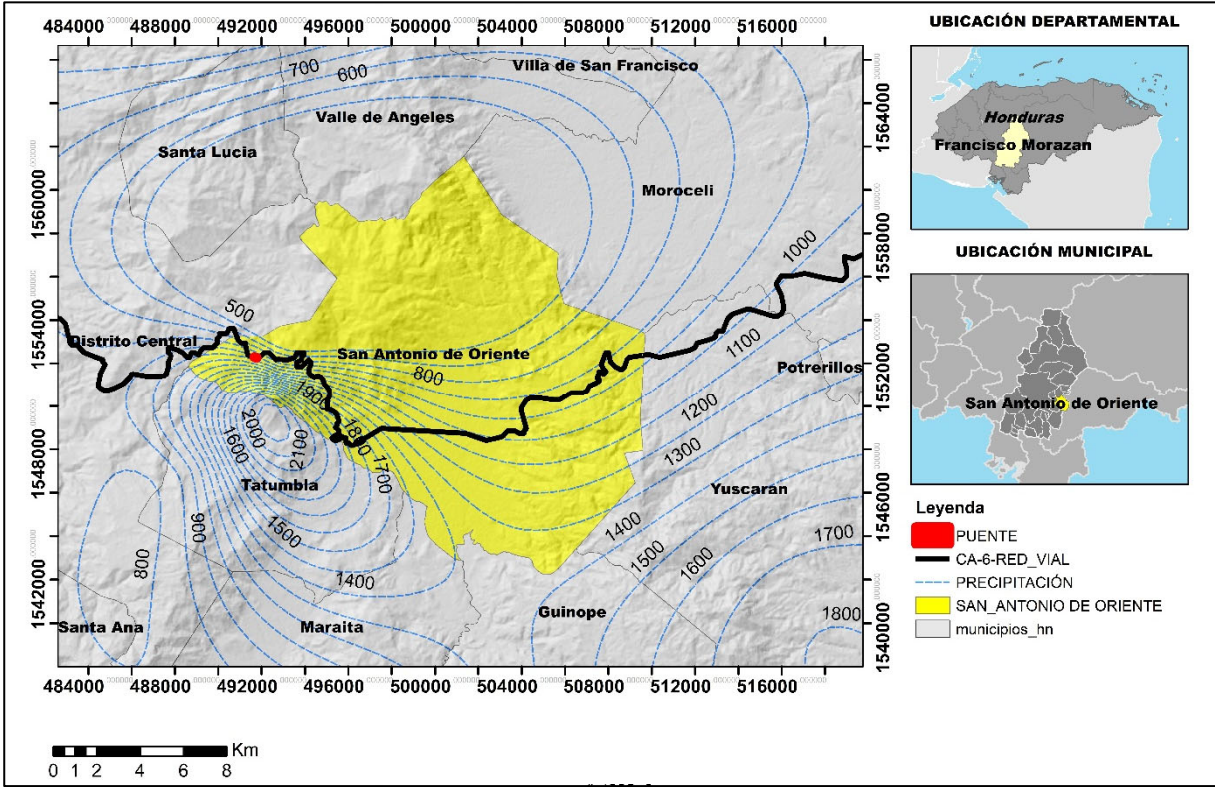 484000 488000 492000 496000 500000 504000 508000 512000 516000
UBICACIÓN DEPARTAMENTAL
Honduras
Francisco Morazan
UBICACIÓN MUNICIPAL
San Antonio de Oriente
Leyenda
PUENTE
CA-6-RED_VIAL
PRECIPITACIÓN
SAN_ANTONIO DE ORIENTE
municipios_hn
700
600
Villa de San Francisco
Valle de Angeles
Santa Lucia
Moroceli
1000
500
Distrito Central
San Antonio de Oriente
800
1100
Potrerillos
1900
1200
2000
1800
1600
2100
1700
1300
Tatumbla
Yuscaran
900
1500
1400
1700
1500
800
1400
1600
Guinope
1800
Santa Ana
Maraita
1560000
1554000
1548000
1542000
1564000
1558000
1552000
1546000
1540000
484000 488000 492000 496000 500000 504000 508000 512000 516000
Km
0 1 2 4 6 8